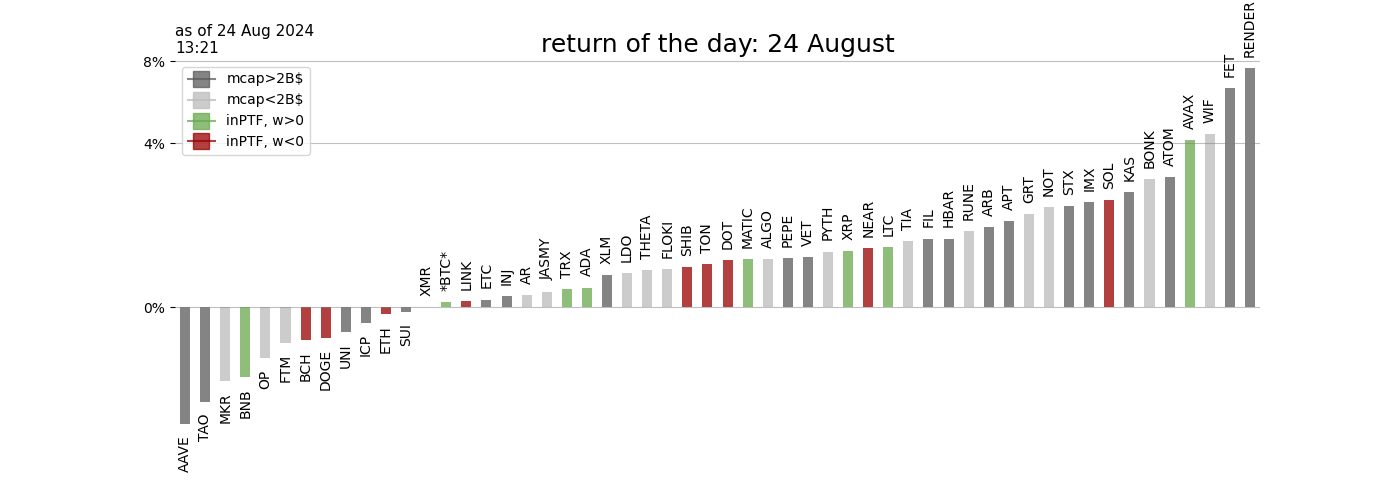 as of 24 Aug 2024
13:21
return of the day: 24 August
8%
4%
0%
mcap>2B$
mcap<2B$
inPTF, w>0
inPTF, w<0
AAVE
TAO
MKR
BNB
OP
FTM
BCH
DOGE
UNI
ICP
ETH
SUI
XMR
*BTC*
LINK
ETC
INJ
AR
JASMY
TRX
ADA
XLM
LDO
THETA
FLOKI
SHIB
TON
DOT
MATIC
ALGO
PEPE
VET
PYTH
XRP
NEAR
LTC
TIA
FIL
HBAR
RUNE
ARB
APT
GRT
NOT
STX
IMX
SOL
KAS
BONK
ATOM
AVAX
WIF
FET
RENDER